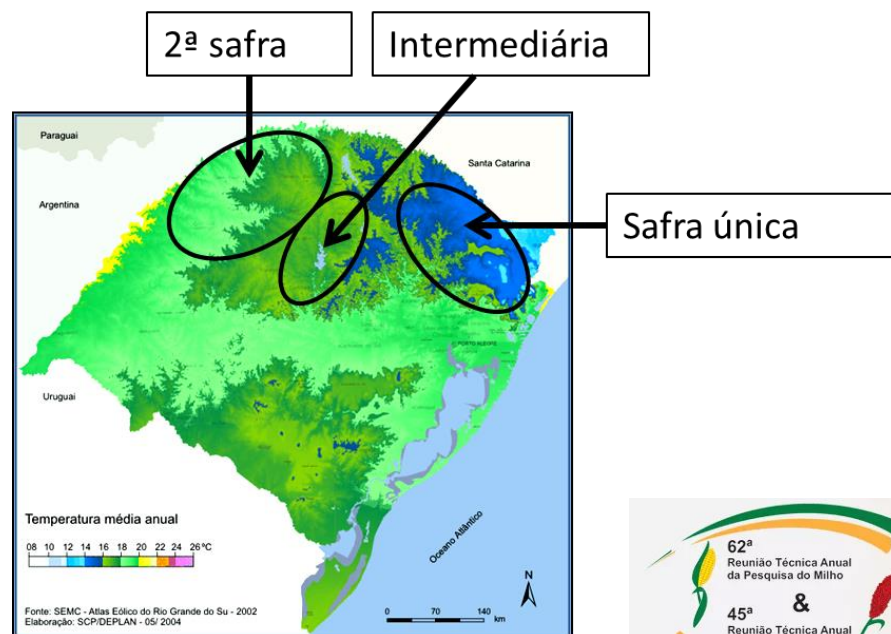 2ª safra
Intermediária
Paraguai
Santa Catarina
Argentina
Safra única
Uruguai
Oceano Atlântico
Temperatura média anual
08 10 12 14 16 18 20 22 24 26°C
N
0 70 140
km
Fonte: SEMC - Atlas Eólico do Rio Grande do Su - 2002
Elaboração: SCP/DEPLAN - 05/ 2004
62ª
Reunião Técnica Anual
da Pesquisa do Milho
&
45ª
Reunião Técnica Anual